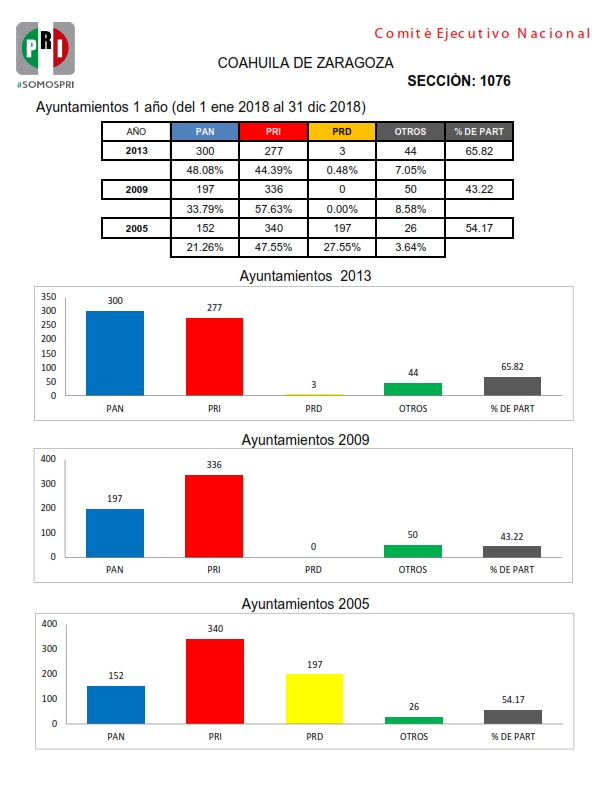 Comité Ejecutivo Nacional
PRI
#SOMOSPRI
COAHUILA DE ZARAGOZA
SECCIÓN: 1076
Ayuntamientos 1 año (del 1 ene 2018 al 31 dic 2018)
AÑO PAN PRI PRD OTROS % DE PART
2013 300 277 3 44 65.82
48.08% 44.39% 0.48% 7.05%
2009 197 336 0 50 43.22
33.79% 57.63% 0.00% 8.58%
2005 152 340 197 26 54.17
21.26% 47.55% 27.55% 3.64%
Ayuntamientos 2013
350
300
250
200
150
100
50
0
300 277 3 44 65.82
PAN PRI PRD OTROS % DE PART
Ayuntamientos 2009
400
300
200
100
0
197 336 0 50 43.22
PAN PRI PRD OTROS % DE PART
Ayuntamientos 2005
400
300
200
100
0
152 340 197 26 54.17
PAN PRI PRD OTROS % DE PART